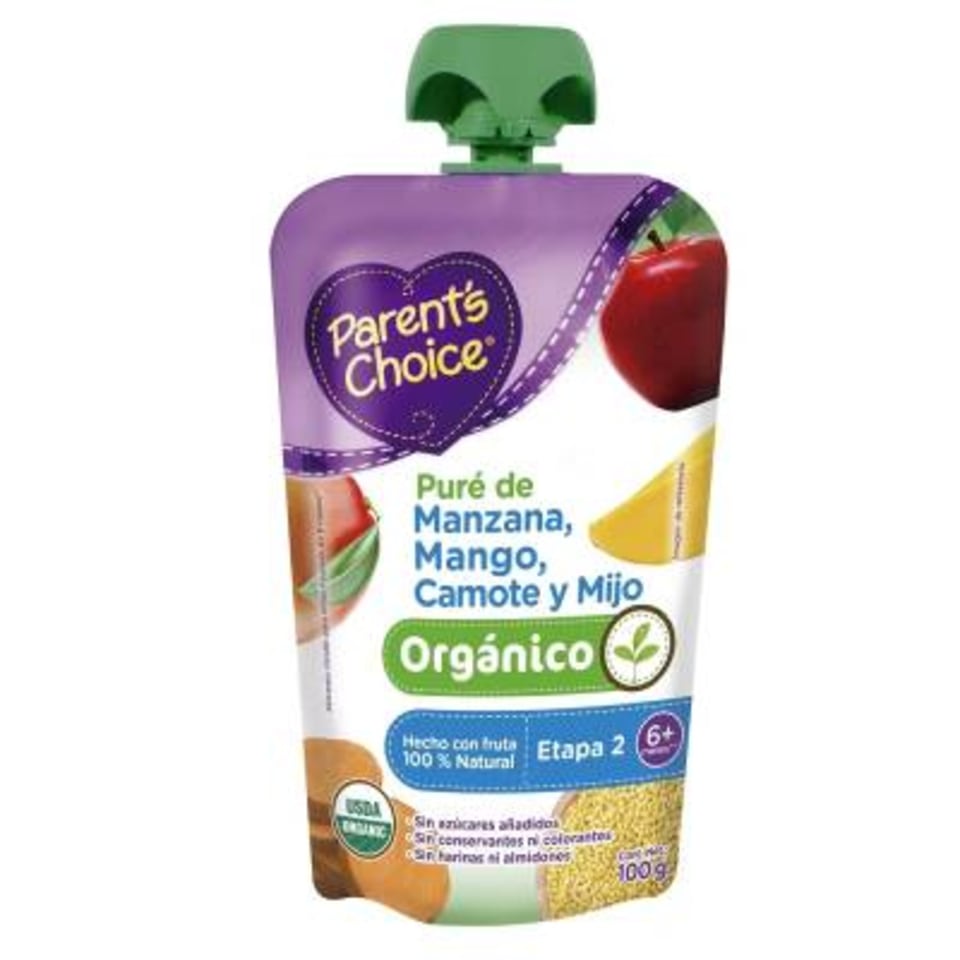 Parent's
Choice®
Puré de
Manzana,
Mango,
Camote y Mijo
Orgánico
Hecho con fruta
100 % Natural
Etapa 2
6+
USDA
ORGANIC
· Sin azúcares añadidos
· Sin conservantes ni colorantes
· Sin harinas ni almidones
100 g